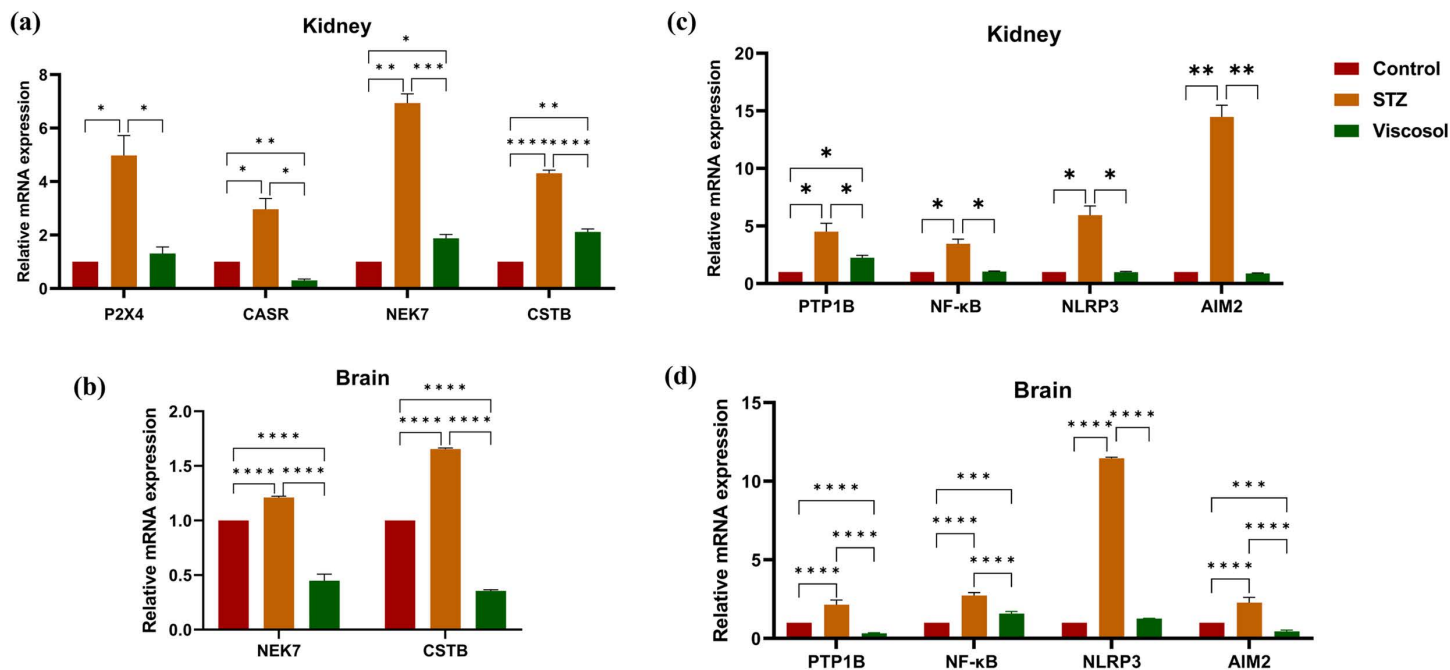 (a)
Kidney
Relative mRNA expression
8
6
4
2
0
* *
* ** *
** *** *
**** **** **
P2X4 CASR NEK7 CSTB
(c)
Kidney
Relative mRNA expression
20
15
10
5
0
* * *
* *
* *
** **
PTP1B NF-κB NLRP3 AIM2
Control
STZ
Viscosol
(b)
Brain
Relative mRNA expression
2.0
1.5
1.0
0.5
0.0
****
**** ****
****
**** ****
NEK7 CSTB
(d)
Brain
Relative mRNA expression
15
10
5
0
****
****
****
***
****
****
**** ****
***
****
****
PTP1B NF-κB NLRP3 AIM2